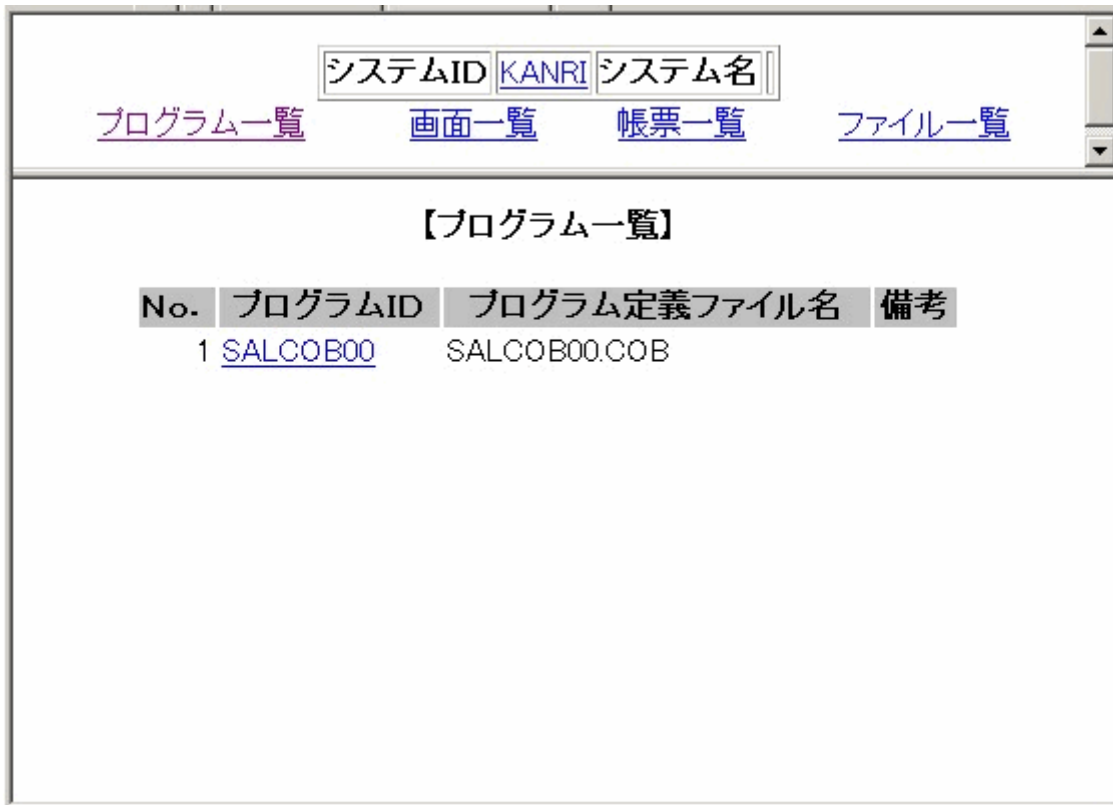 システムID KANRI システム名
プログラム一覧 画面一覧 帳票一覧 ファイル一覧
【プログラム一覧】
No. プログラムID プログラム定義ファイル名 備考
1 SALCOB00 SALCOB00.COB